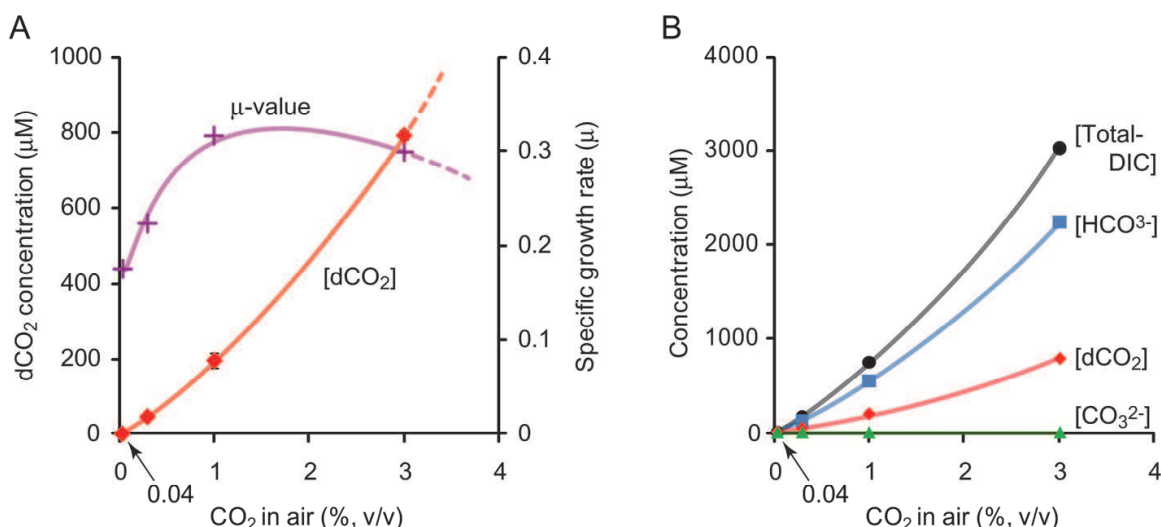 A
1000
800
600
400
200
0
dCO₂ concentration (µM)
µ-value
[dCO₂]
0.4
0.3
0.2
0.1
0
Specific growth rate (µ)
0 1 2 3 4
0.04
CO₂ in air (%, v/v)
B
4000
3000
2000
1000
0
Concentration (µM)
[Total-
DIC]
[HCO³⁻]
[dCO₂]
[CO₃²⁻]
0 1 2 3 4
0.04
CO₂ in air (%, v/v)